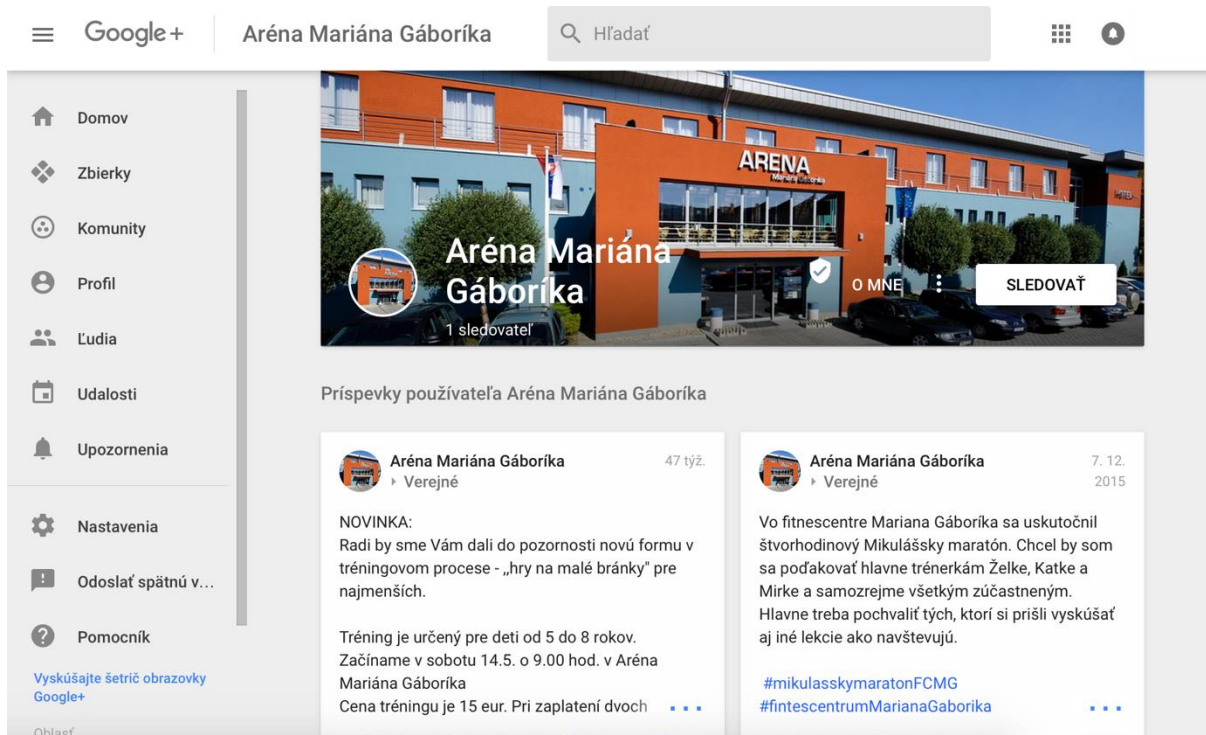 Google+
Aréna Mariána Gáboríka
Hľadať
Domov
Zbierky
Komunity
Profil
Ľudia
Udalosti
Upozornenia
Nastavenia
Odoslať spätnú v...
Pomocník
Vyskúšajte šetrič obrazovky
Google+
Oblasť
ARENA
Mariána Gáboríka
HOTEL
Aréna Mariána
Gáboríka
1 sledovateľ
O MNE
SLEDOVAŤ
Príspevky používateľa Aréna Mariána Gáboríka
Aréna Mariána Gáboríka
47 týž.
Verejné
NOVINKA:
Radi by sme Vám dali do pozornosti novú formu v
tréningovom procese - ,,hry na malé bránky" pre
najmenších.
Tréning je určený pre deti od 5 do 8 rokov.
Začíname v sobotu 14.5. o 9.00 hod. v Aréna
Mariána Gáboríka
Cena tréningu je 15 eur. Pri zaplatení dvoch
Aréna Mariána Gáboríka
7. 12.
2015
Verejné
Vo fitnescentre Mariana Gáboríka sa uskutočnil
štvorhodinový Mikulášsky maratón. Chcel by som
sa poďakovať hlavne trénerkám Želke, Katke a
Mirke a samozrejme všetkým zúčastneným.
Hlavne treba pochváliť tých, ktorí si prišli vyskúšať
aj iné lekcie ako navštevujú.
#mikulasskymaratonFCMG
#fintescentrumMarianaGaborika